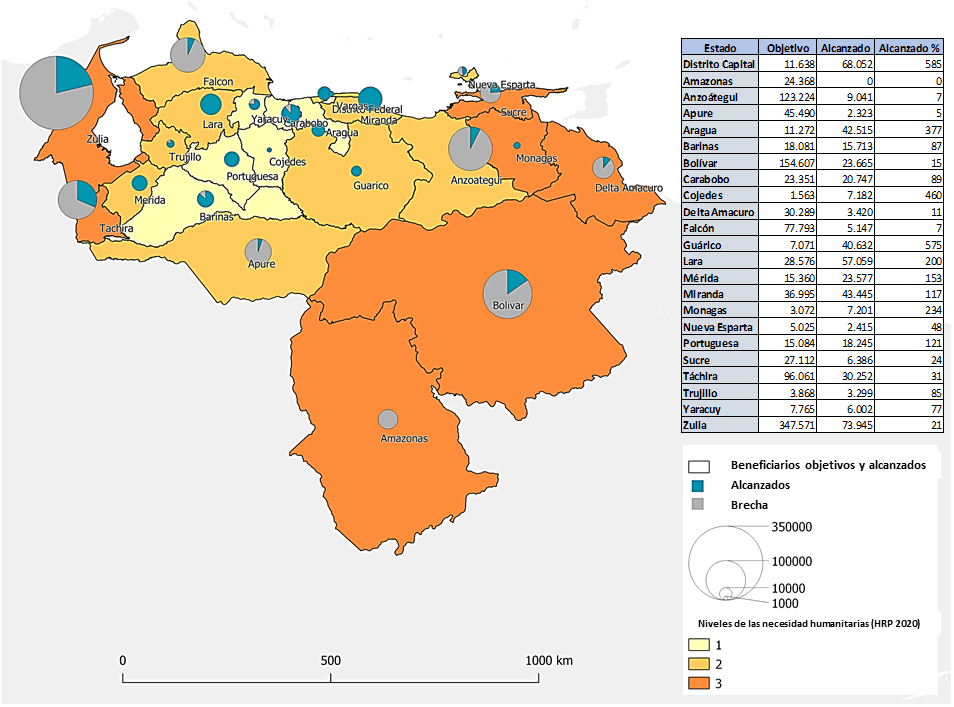 Falcon
Zulia
Lara
Yaracuy
Carabobo
Vargas
Distrito Federal
Miranda
Aragua
Nueva Esparta
Sucre
Trujillo
Cojedes
Portuguesa
Guarico
Anzoategui
Monagas
Delta Amacuro
Merida
Barinas
Tachira
Apure
Bolivar
Amazonas
0 500 1000 km
Estado Objetivo Alcanzado Alcanzado %
Distrito Capital 11.638 68.052 585
Amazonas 24.368 0 0
Anzoátegui 123.224 9.041 7
Apure 45.490 2.323 5
Aragua 11.272 42.515 377
Barinas 18.081 15.713 87
Bolívar 154.607 23.665 15
Carabobo 23.351 20.747 89
Cojedes 1.563 7.182 460
Delta Amacuro 30.289 3.420 11
Falcón 77.793 5.147 7
Guárico 7.071 40.632 575
Lara 28.576 57.059 200
Mérida 15.360 23.577 153
Miranda 36.995 43.445 117
Monagas 3.072 7.201 234
Nueva Esparta 5.025 2.415 48
Portuguesa 15.084 18.245 121
Sucre 27.112 6.386 24
Táchira 96.061 30.252 31
Trujillo 3.868 3.299 85
Yaracuy 7.765 6.002 77
Zulia 347.571 73.945 21
Beneficiarios objetivos y alcanzados
Alcanzados
Brecha
350000
100000
10000
1000
Niveles de las necesidad humanitarias (HRP 2020)
1
2
3